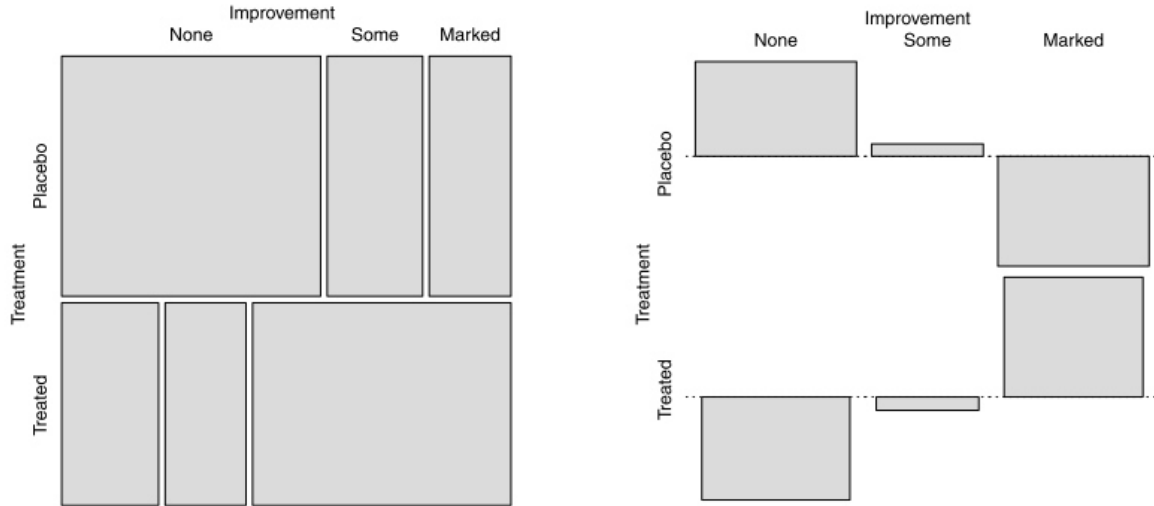 Improvement
None Some Marked
Treatment
Placebo
Treated
Improvement
None Some Marked
Treatment
Placebo
Treated